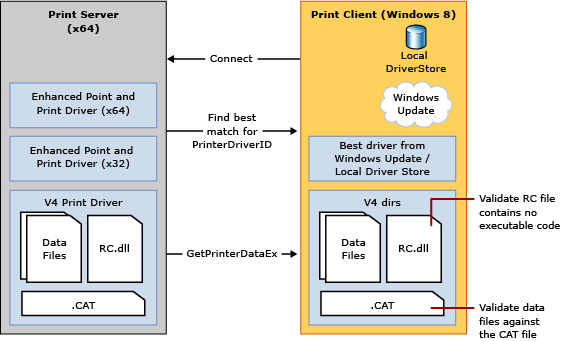 Print Server
(x64)
Print Client (Windows 8)
Local
DriverStore
Connect
Windows
Update
Enhanced Point and
Print Driver (x64)
Find best
match for
PrinterDriverID
Enhanced Point and
Print Driver (x32)
Best driver from
Windows Update /
Local Driver Store
V4 Print Driver
Data
Files
RC.dll
.CAT
GetPrinterDataEx
V4 dirs
Data
Files
RC.dll
.CAT
Validate RC file
contains no
executable code
Validate data
files against
the CAT file